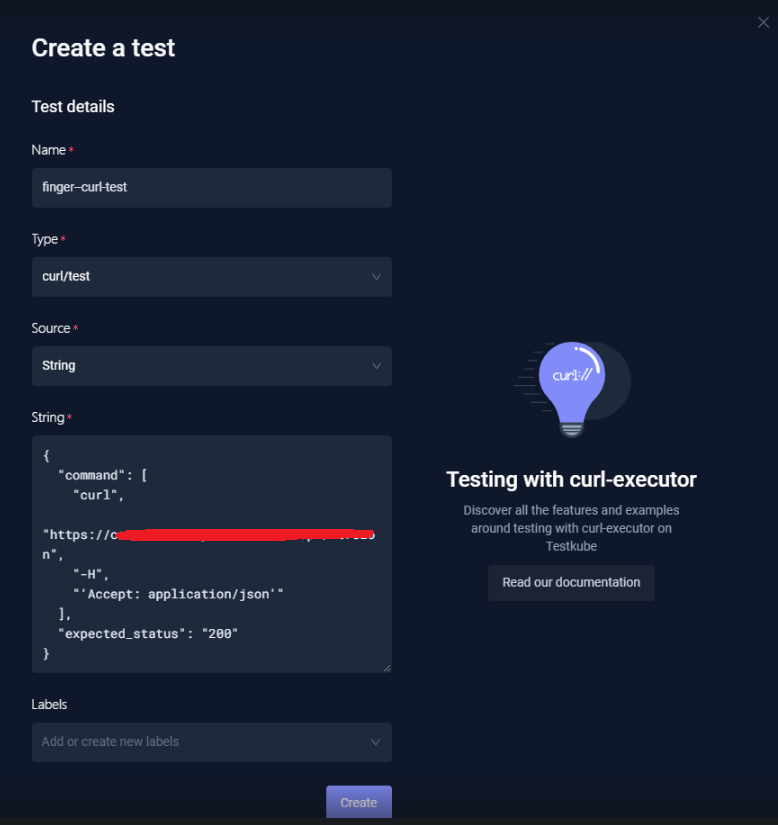 Create a test
Test details
Name *
finger--curl-test
Type *
curl/test
Source *
String
String *
{
"command": [
"curl",
"https://c
n",
"-H",
"'Accept: application/json'"
],
"expected_status": "200"
}
Labels
Add or create new labels
Create
curl://
Testing with curl-executor
Discover all the features and examples
around testing with curl-executor on
Testkube
Read our documentation